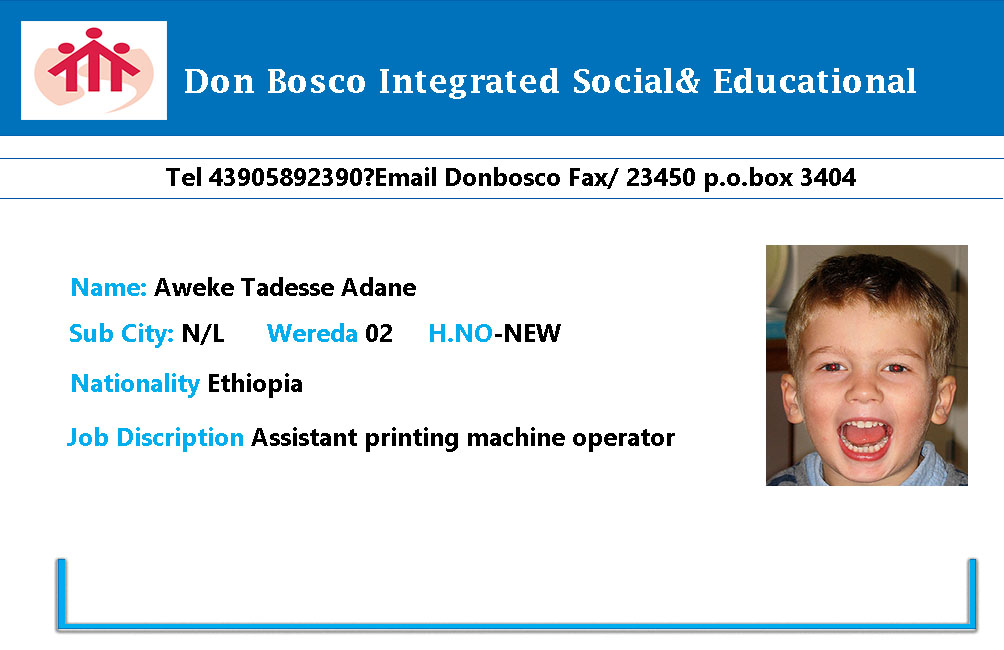 Don Bosco Integrated Social& Educational
Tel 43905892390?Email Donbosco Fax/ 23450 p.o.box 3404
Name: Aweke Tadesse Adane
Sub City: N/L Wereda 02 H.NO-NEW
Nationality Ethiopia
Job Discription Assistant printing machine operator